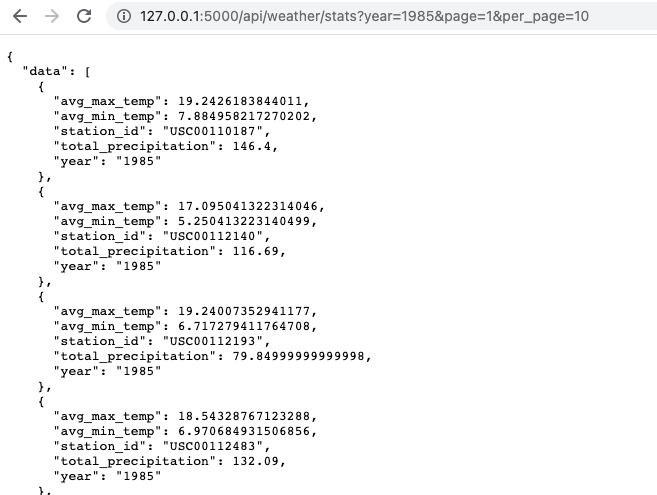 127.0.0.1:5000/api/weather/stats?year=1985&page=1&per_page=10
{
  "data": [
    {
      "avg_max_temp": 19.2426183844011,
      "avg_min_temp": 7.884958217270202,
      "station_id": "USC00110187",
      "total_precipitation": 146.4,
      "year": "1985"
    },
    {
      "avg_max_temp": 17.095041322314046,
      "avg_min_temp": 5.250413223140499,
      "station_id": "USC00112140",
      "total_precipitation": 116.69,
      "year": "1985"
    },
    {
      "avg_max_temp": 19.24007352941177,
      "avg_min_temp": 6.717279411764708,
      "station_id": "USC00112193",
      "total_precipitation": 79.84999999999998,
      "year": "1985"
    },
    {
      "avg_max_temp": 18.54328767123288,
      "avg_min_temp": 6.970684931506856,
      "station_id": "USC00112483",
      "total_precipitation": 132.09,
      "year": "1985"
    },